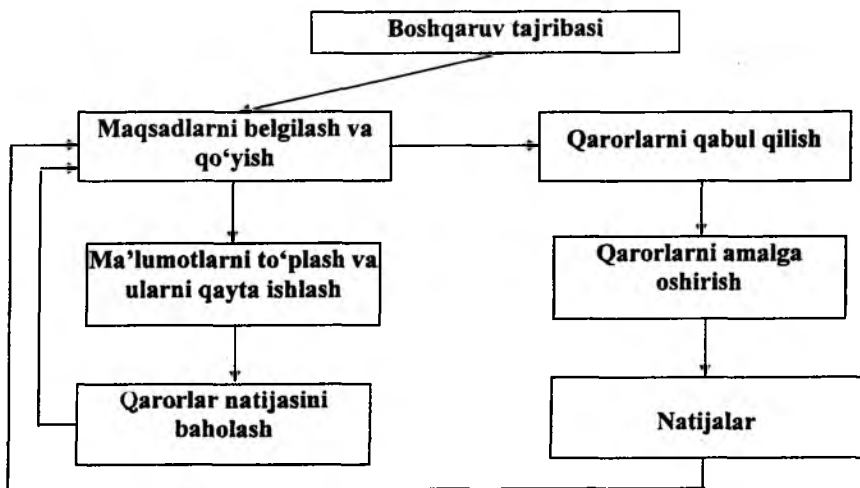 Boshqaruv tajribasi
Maqsadlarni belgilash va
qo‘yish
Qarorlarni qabul qilish
Ma’lumotlarni to‘plash va
ularni qayta ishlash
Qarorlarni amalga
oshirish
Qarorlar natijasini
baholash
Natijalar